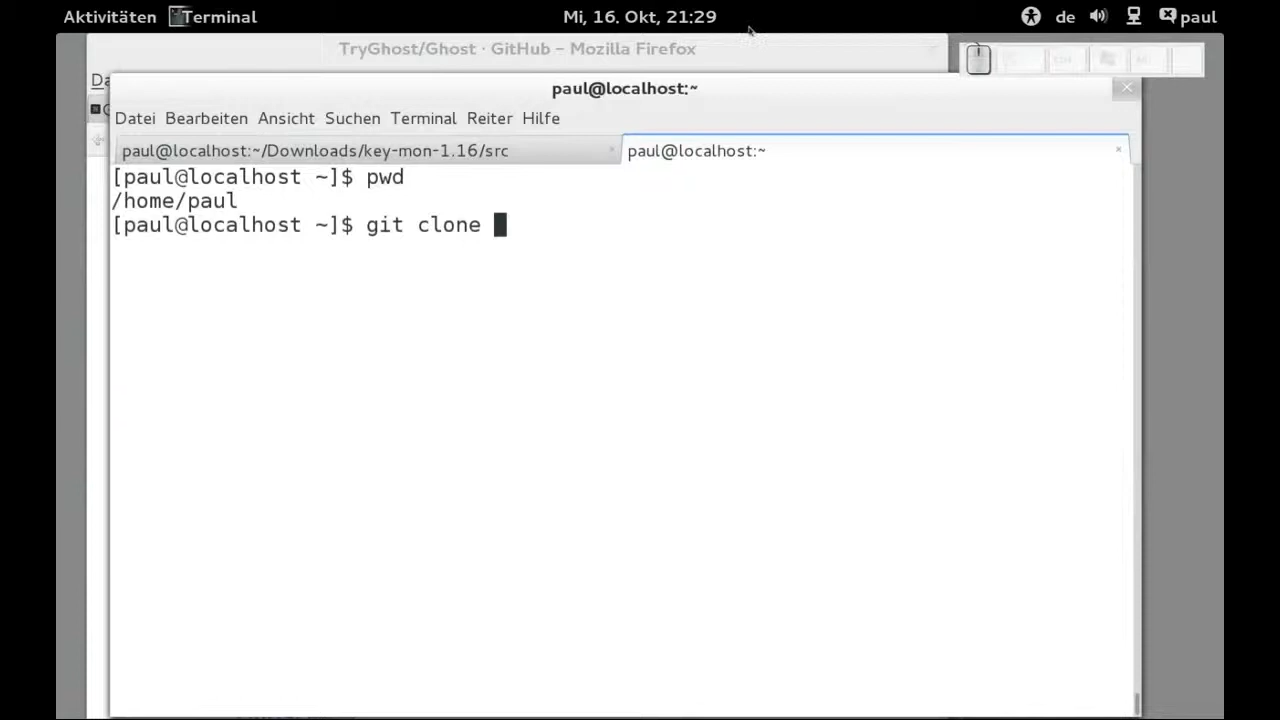 Aktivitäten Terminal Mi, 16. Okt, 21:29 de paul
TryGhost/Ghost · GitHub – Mozilla Firefox
paul@localhost:~
Datei Bearbeiten Ansicht Suchen Terminal Reiter Hilfe
paul@localhost:~/Downloads/key-mon-1.16/src × paul@localhost:~ ×
[paul@localhost ~]$ pwd
/home/paul
[paul@localhost ~]$ git clone